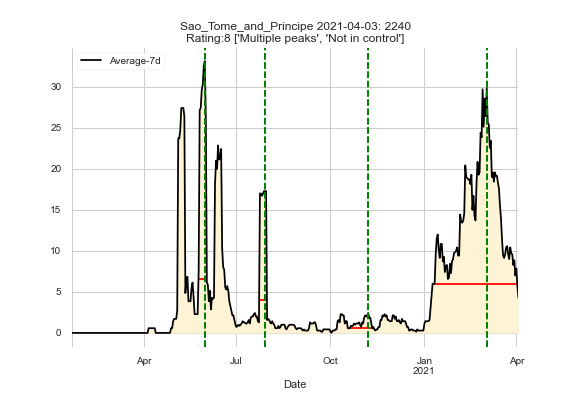 Sao_Tome_and_Principe 2021-04-03: 2240
Rating:8 ['Multiple peaks', 'Not in control']
Average-7d
30
25
20
15
10
5
0
Apr
Jul
Oct
Jan
2021
Apr
Date